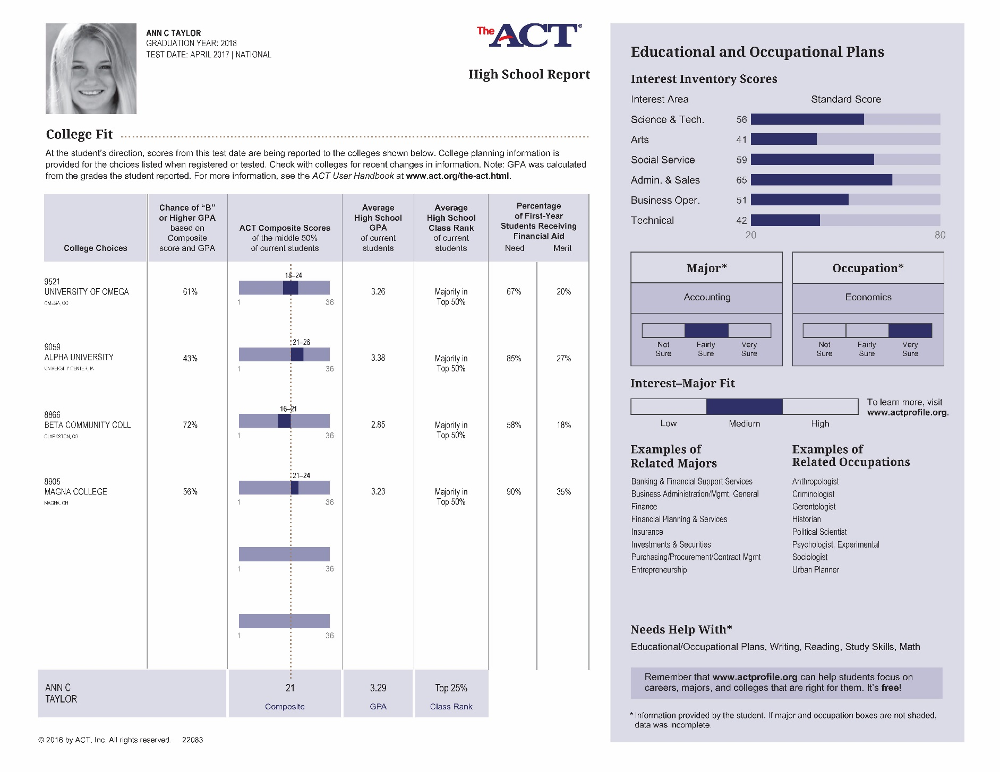 ANN C TAYLOR
GRADUATION YEAR: 2018
TEST DATE: APRIL 2017 | NATIONAL
The ACT®
High School Report
College Fit
At the student's direction, scores from this test date are being reported to the colleges shown below. College planning information is
provided for the choices listed when registered or tested. Check with colleges for recent changes in information. Note: GPA was calculated
from the grades the student reported. For more information, see the ACT User Handbook at www.act.org/the-act.html.
College Choices
Chance of “B”
or Higher GPA
based on
Composite
score and GPA
ACT Composite Scores
of the middle 50%
of current students
Average
High School
GPA
of current
students
Average
High School
Class Rank
of current
students
Percentage
of First-Year
Students Receiving
Financial Aid
Need Merit
9521
UNIVERSITY OF OMEGA
61%
18–24
1 36
3.26
Majority in
Top 50%
67% 20%
9059
ALPHA UNIVERSITY
UNIVERSITY CENTER, IA
43%
21–26
1 36
3.38
Majority in
Top 50%
85% 27%
8866
BETA COMMUNITY COLL
72%
16–21
1 36
2.85
Majority in
Top 50%
58% 18%
8905
MAGNA COLLEGE
MAGNA, OH
56%
21–24
1 36
3.23
Majority in
Top 50%
90% 35%
1 36
1 36
ANN C
TAYLOR
21
Composite
3.29
GPA
Top 25%
Class Rank
© 2016 by ACT, Inc. All rights reserved. 22083
Educational and Occupational Plans
Interest Inventory Scores
Interest Area Standard Score
Science & Tech. 56
Arts 41
Social Service 59
Admin. & Sales 65
Business Oper. 51
Technical 42
20 80
Major*
Accounting
Not
Sure
Fairly
Sure
Very
Sure
Occupation*
Economics
Not
Sure
Fairly
Sure
Very
Sure
Interest–Major Fit
Low Medium High
To learn more, visit
www.actprofile.org.
Examples of
Related Majors
Banking & Financial Support Services
Business Administration/Mgmt, General
Finance
Financial Planning & Services
Insurance
Investments & Securities
Purchasing/Procurement/Contract Mgmt
Entrepreneurship
Examples of
Related Occupations
Anthropologist
Criminologist
Gerontologist
Historian
Political Scientist
Psychologist, Experimental
Sociologist
Urban Planner
Needs Help With*
Educational/Occupational Plans, Writing, Reading, Study Skills, Math
Remember that www.actprofile.org can help students focus on
careers, majors, and colleges that are right for them. It's free!
* Information provided by the student. If major and occupation boxes are not shaded,
data was incomplete.